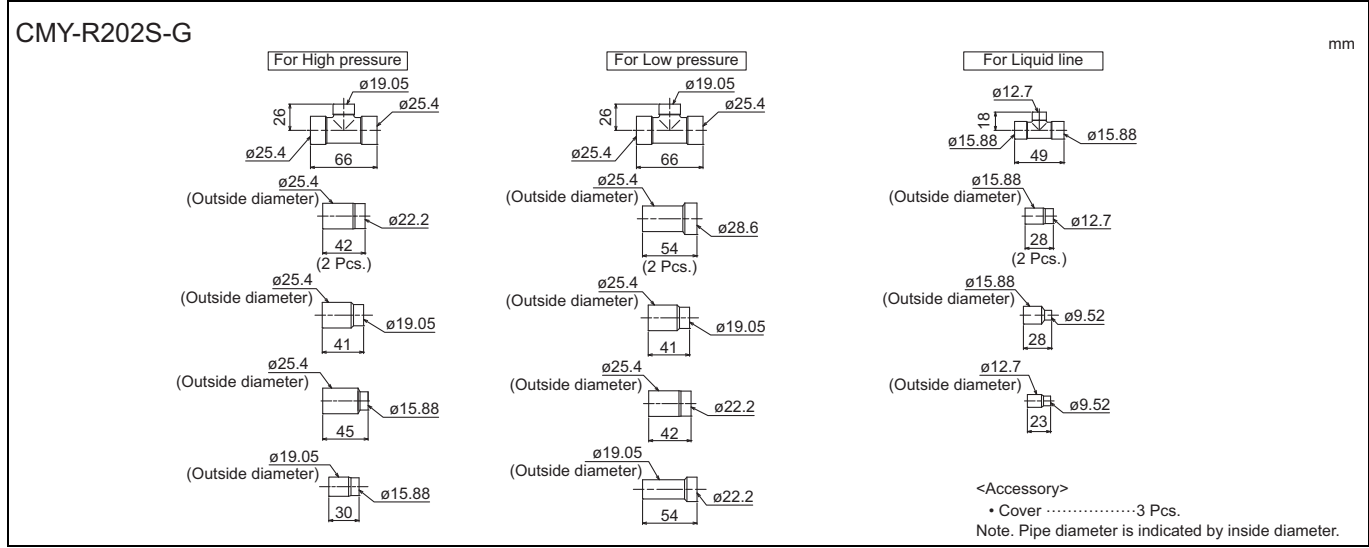 CMY-R202S-G
mm
For High pressure
ø19.05
26
ø25.4
ø25.4
66
ø25.4
(Outside diameter)
ø22.2
42
(2 Pcs.)
ø25.4
(Outside diameter)
ø19.05
41
ø25.4
(Outside diameter)
ø15.88
45
ø19.05
(Outside diameter)
ø15.88
30
For Low pressure
ø19.05
26
ø25.4
ø25.4
66
ø25.4
(Outside diameter)
ø28.6
54
(2 Pcs.)
ø25.4
(Outside diameter)
ø19.05
41
ø25.4
(Outside diameter)
ø22.2
42
ø19.05
(Outside diameter)
ø22.2
54
For Liquid line
ø12.7
18
ø15.88
ø15.88
49
ø15.88
(Outside diameter)
ø12.7
28
(2 Pcs.)
ø15.88
(Outside diameter)
ø9.52
28
ø12.7
(Outside diameter)
ø9.52
23
<Accessory>
• Cover ·················3 Pcs.
Note. Pipe diameter is indicated by inside diameter.